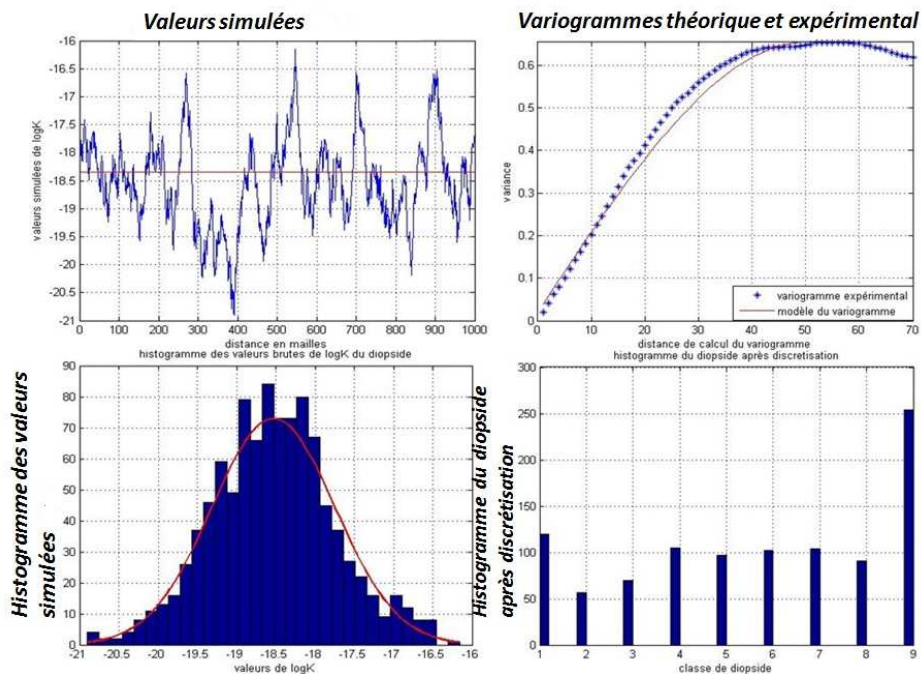 Valeurs simulées
Variogrammes théorique et expérimental
-16
-16.5
-17
-17.5
-18
-18.5
-19
-19.5
-20
-20.5
-21
valeurs simulées de logK
0 100 200 300 400 500 600 700 800 900 1000
distance en mailles
0.6
0.5
0.4
0.3
0.2
0.1
0
variance
variogramme expérimental
modèle du variogramme
0 10 20 30 40 50 60 70
distance de calcul du variogramme
histogramme des valeurs brutes de logK du diopside
Histogramme des valeurs
simulées
90
80
70
60
50
40
30
20
10
0
-21 -20.5 -20 -19.5 -19 -18.5 -18 -17.5 -17 -16.5 -16
valeurs de logK
histogramme du diopside après discretisation
Histogramme du diopside
après discrétisation
300
250
200
150
100
50
0
1 2 3 4 5 6 7 8 9
classe de diopside